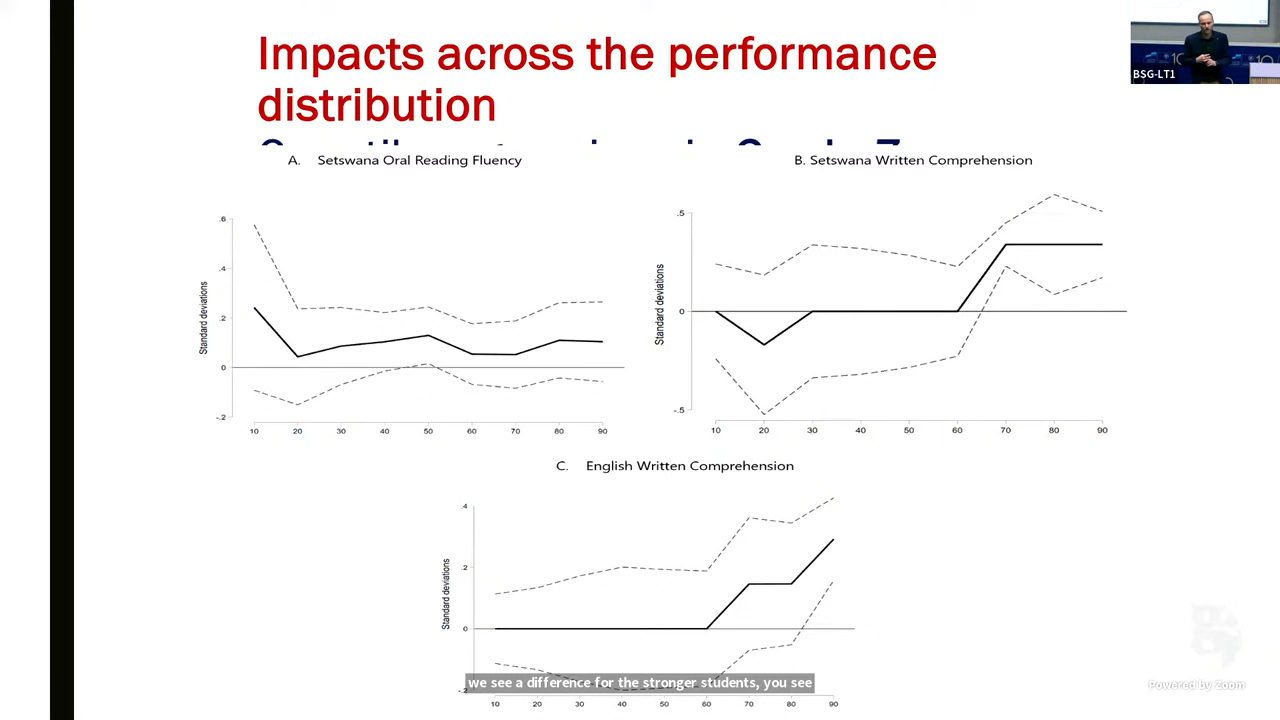 Impacts across the performance
distribution
BSG-LT1
A. Setswana Oral Reading Fluency
B. Setswana Written Comprehension
Standard deviations
.6
.4
.2
0
-.2
10 20 30 40 50 60 70 80 90
Standard deviations
.5
0
-.5
10 20 30 40 50 60 70 80 90
C. English Written Comprehension
Standard deviations
.4
.2
0
-.2
10 20 30 40 50 60 70 80 90
we see a difference for the stronger students, you see
Powered by Zoom